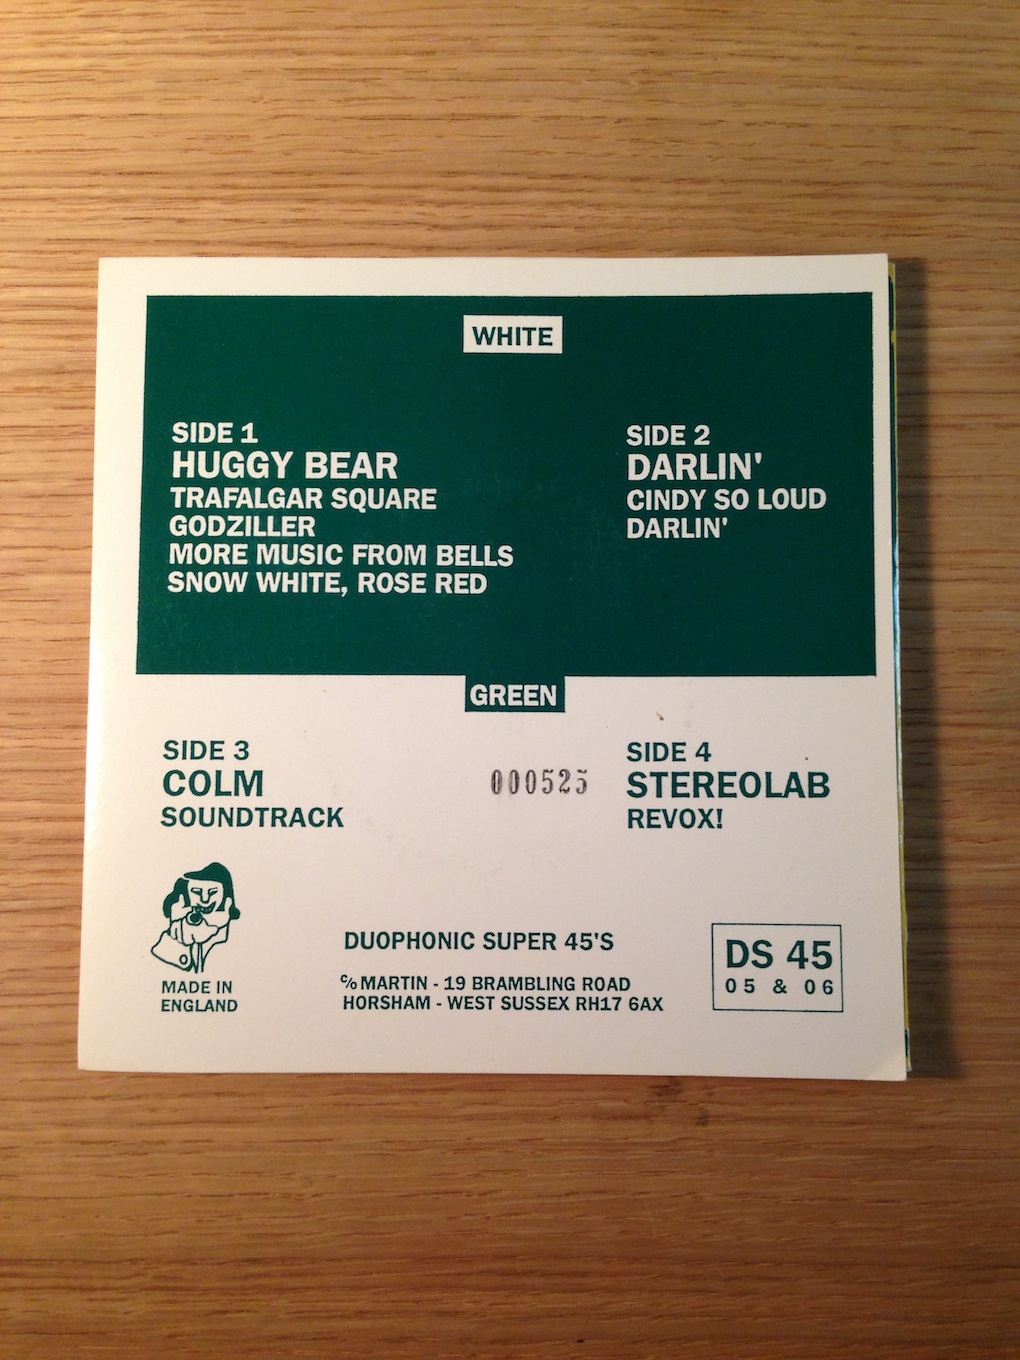 WHITE
SIDE 1
HUGGY BEAR
TRAFALGAR SQUARE
GODZILLER
MORE MUSIC FROM BELLS
SNOW WHITE, ROSE RED
SIDE 2
DARLIN'
CINDY SO LOUD
DARLIN'
GREEN
SIDE 3
COLM
SOUNDTRACK
000525
SIDE 4
STEREOLAB
REVOX!
MADE IN
ENGLAND
DUOPHONIC SUPER 45'S
c/o MARTIN - 19 BRAMBLING ROAD
HORSHAM - WEST SUSSEX RH17 6AX
DS 45
05 & 06